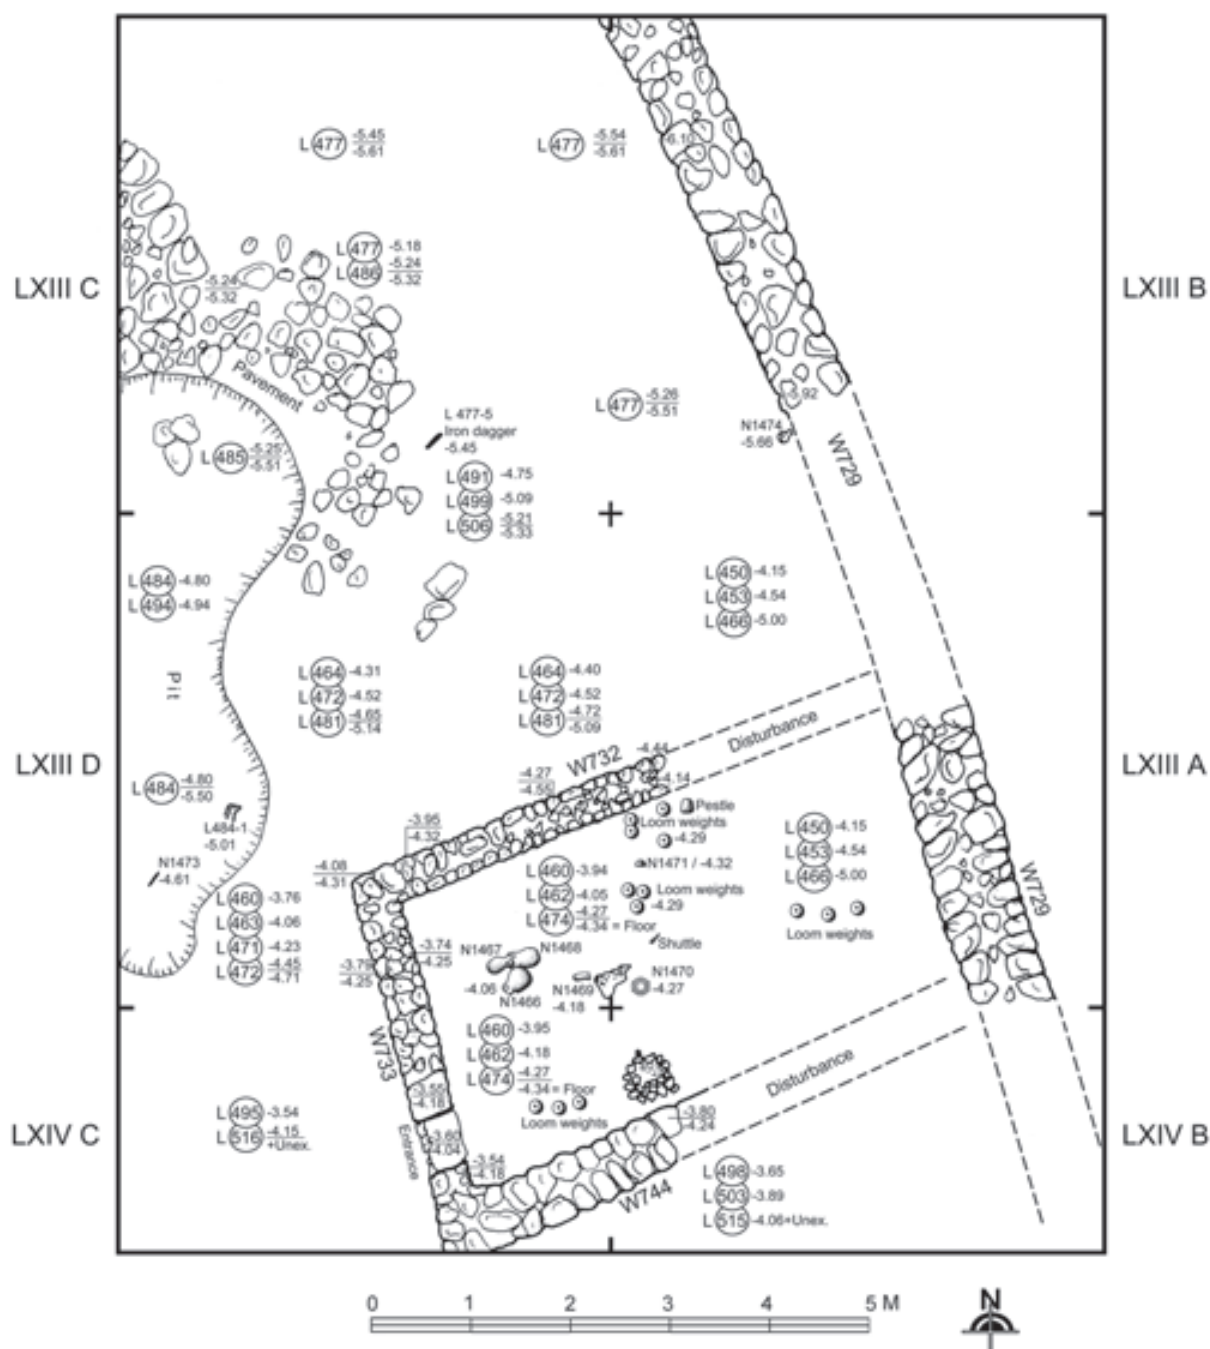 L 477 -5.45
-5.61
L 477 -5.54
-5.61
-6.10
L 477 -5.18
L 486 -5.24
-5.32
LXIII C
-5.24
-5.32
LXIII B
Pavement
L 477 -5.26
-5.51
-5.92
L 477-5
Iron dagger
-5.45
N1474
-5.66
W729
L 485 -5.25
-5.51
L 491 -4.75
L 499 -5.09
L 506 -5.21
-5.33
L 484 -4.80
L 494 -4.94
L 450 -4.15
L 453 -4.54
L 466 -5.00
Pit
L 464 -4.31
L 472 -4.52
L 481 -4.65
-5.14
L 464 -4.40
L 472 -4.52
L 481 -4.72
-5.09
Disturbance
LXIII D
LXIII A
W732
-4.44
-4.14
-4.27
-4.55
L 484 -4.80
-5.50
L484-1
-5.01
Pestle
Loom weights
-4.29
-3.95
-4.32
L 450 -4.15
L 453 -4.54
L 466 -5.00
Loom weights
N1473
-4.61
-4.08
-4.31
N1471 / -4.32
L 460 -3.94
L 462 -4.05
L 474 -4.27
-4.34 = Floor
Loom weights
-4.29
W729
L 460 -3.76
L 463 -4.06
L 471 -4.23
L 472 -4.45
-4.71
Shuttle
-3.74
-4.25
-3.79
-4.25
N1467
N1468
-4.06
N1466
N1469
-4.18
N1470
-4.27
L 460 -3.95
L 462 -4.18
L 474 -4.27
-4.34 = Floor
Loom weights
W733
-3.55
-4.18
Disturbance
LXIV C
L 495 -3.54
L 516 -4.15
+Unex.
Entrance
-3.60
-4.04
-3.54
-4.18
-3.80
-4.24
LXIV B
W744
L 498 -3.65
L 503 -3.89
L 515 -4.06+Unex.
0 1 2 3 4 5 M
N